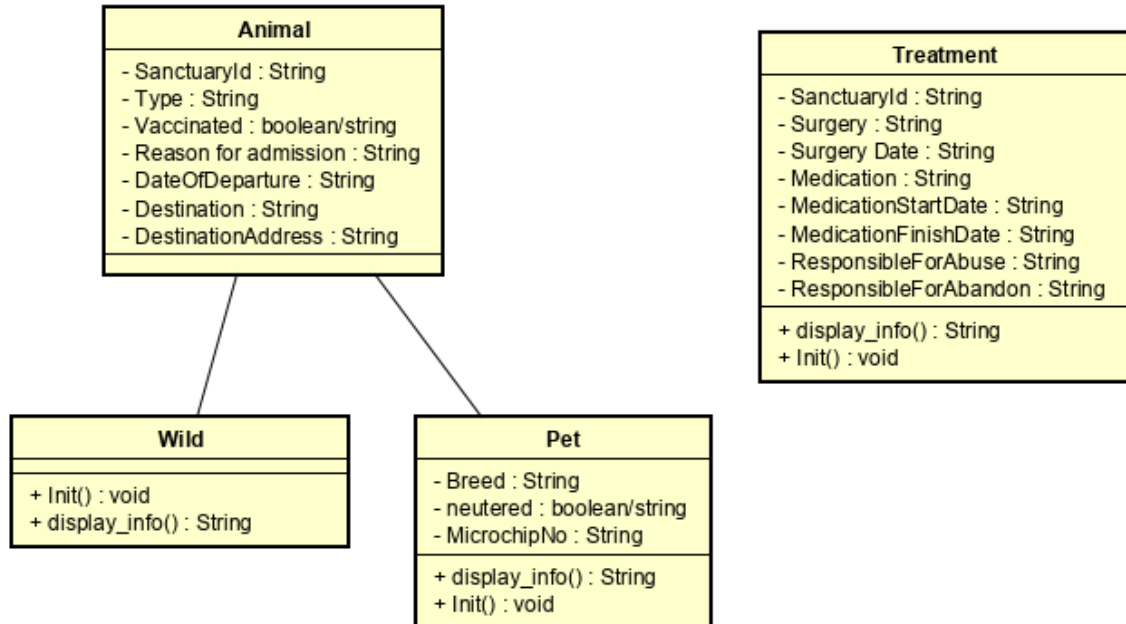 Animal
- SanctuaryId : String
- Type : String
- Vaccinated : boolean/string
- Reason for admission : String
- DateOfDeparture : String
- Destination : String
- DestinationAddress : String
Treatment
- SanctuaryId : String
- Surgery : String
- Surgery Date : String
- Medication : String
- MedicationStartDate : String
- MedicationFinishDate : String
- ResponsibleForAbuse : String
- ResponsibleForAbandon : String
+ display_info() : String
+ Init() : void
Wild
+ Init() : void
+ display_info() : String
Pet
- Breed : String
- neutered : boolean/string
- MicrochipNo : String
+ display_info() : String
+ Init() : void